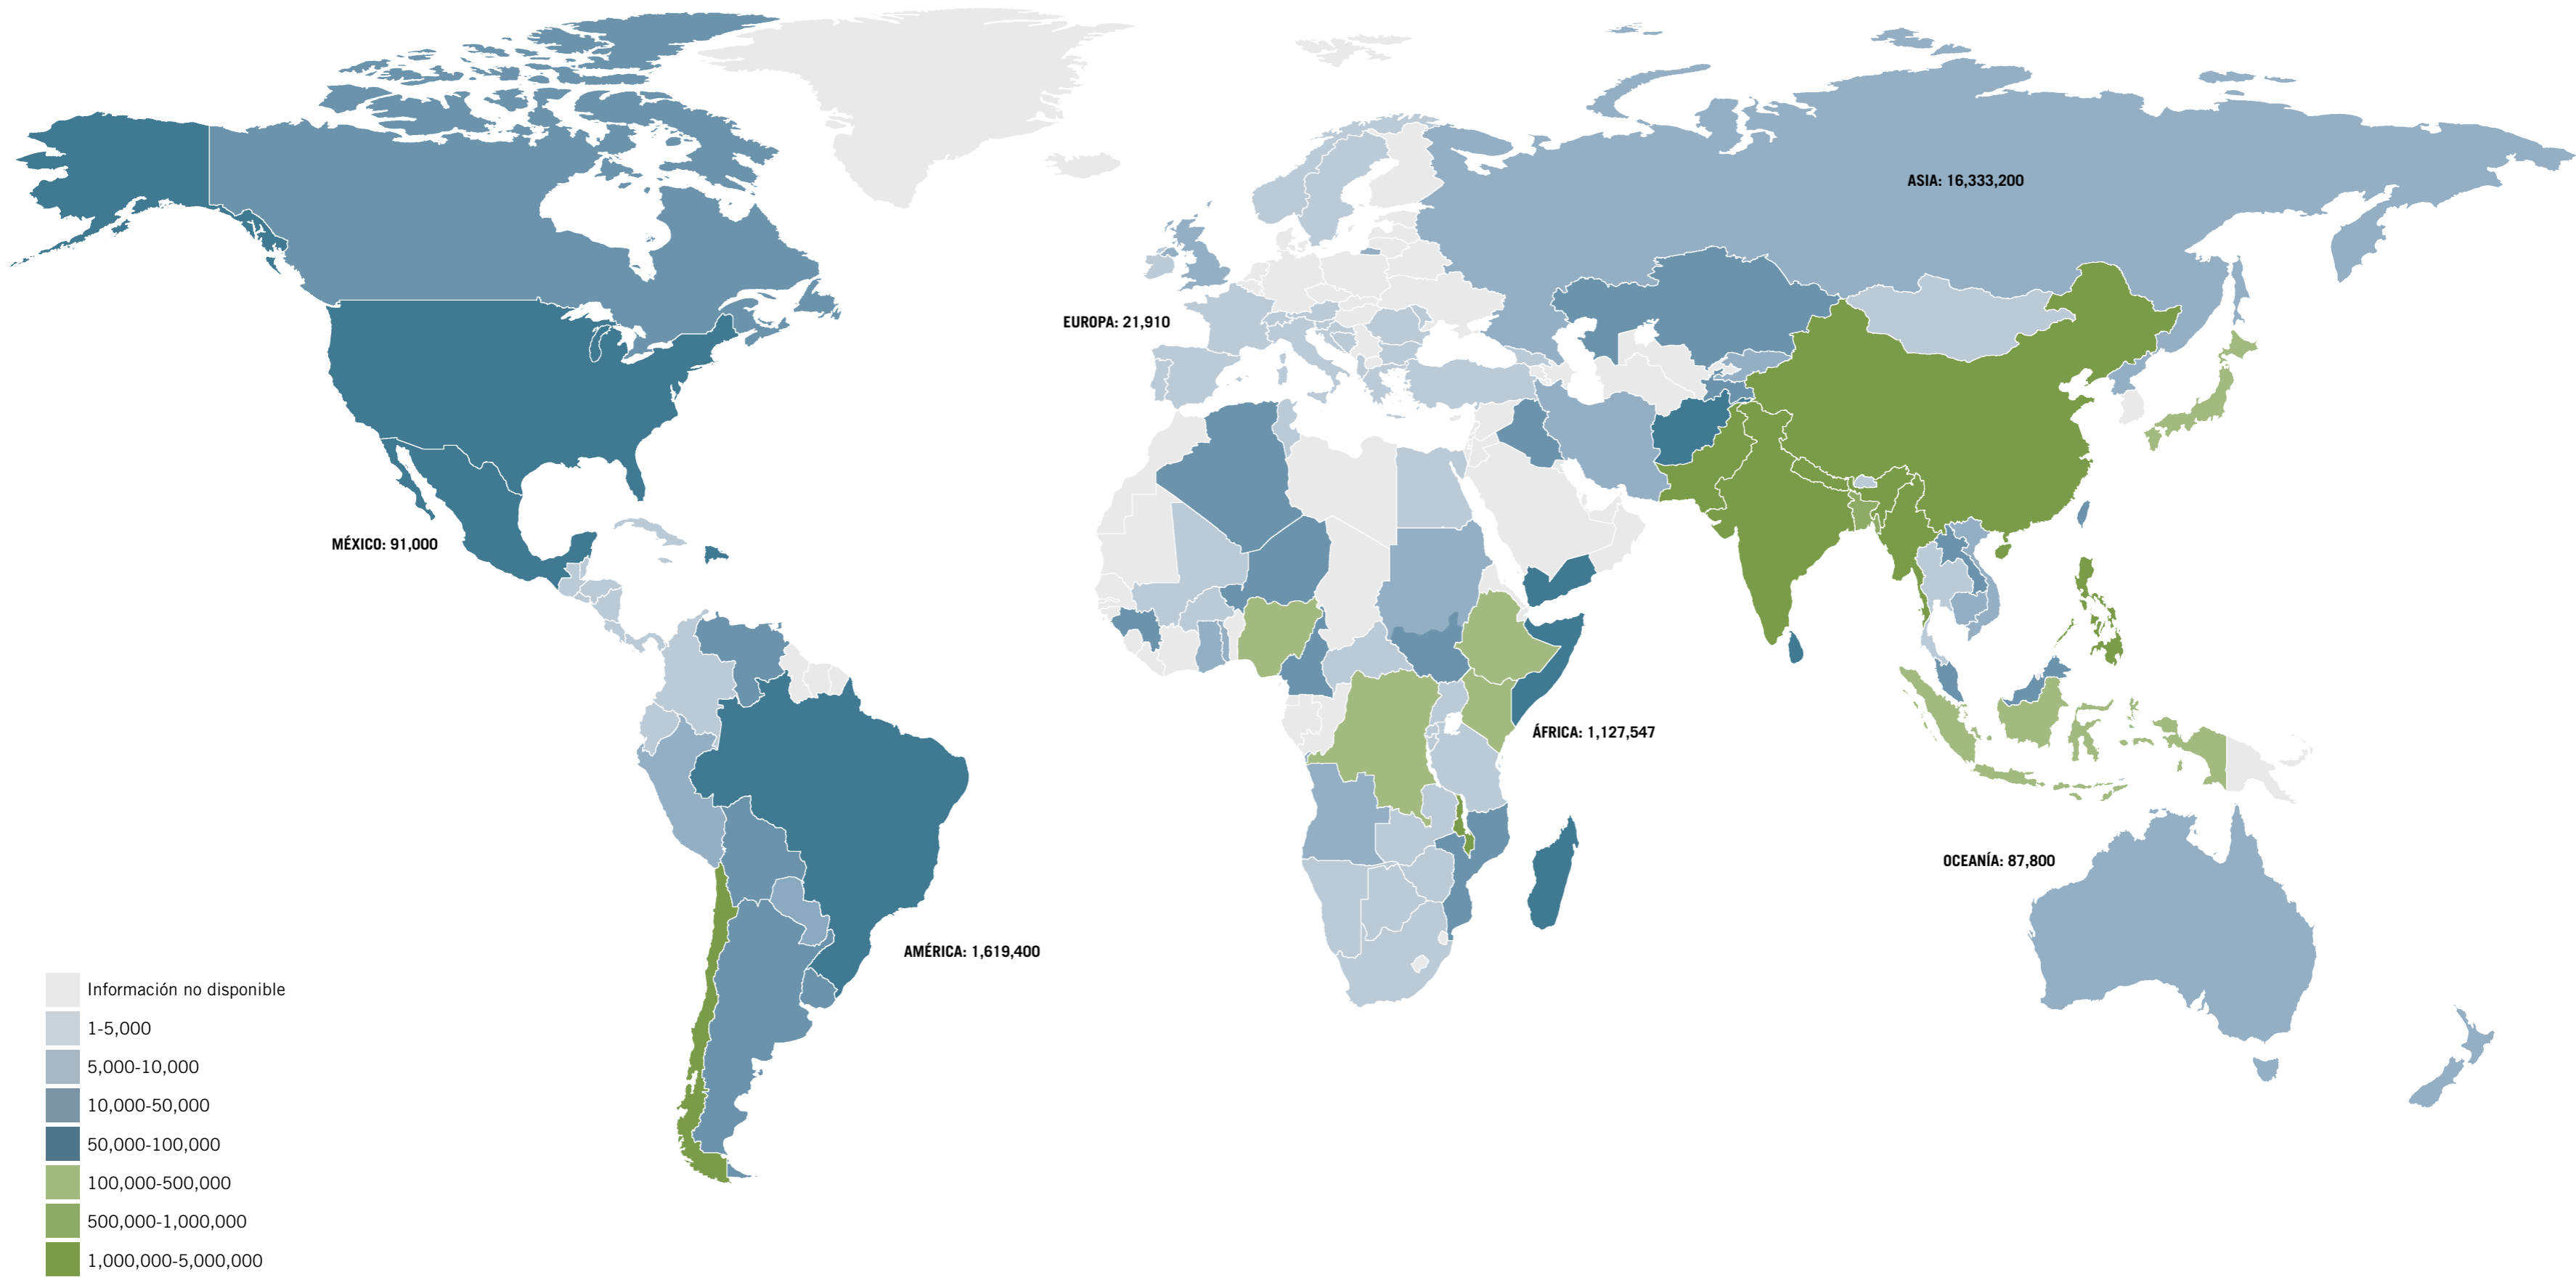 ASIA: 16,333,200
EUROPA: 21,910
MÉXICO: 91,000
ÁFRICA: 1,127,547
OCEANÍA: 87,800
AMÉRICA: 1,619,400
Información no disponible
1-5,000
5,000-10,000
10,000-50,000
50,000-100,000
100,000-500,000
500,000-1,000,000
1,000,000-5,000,000